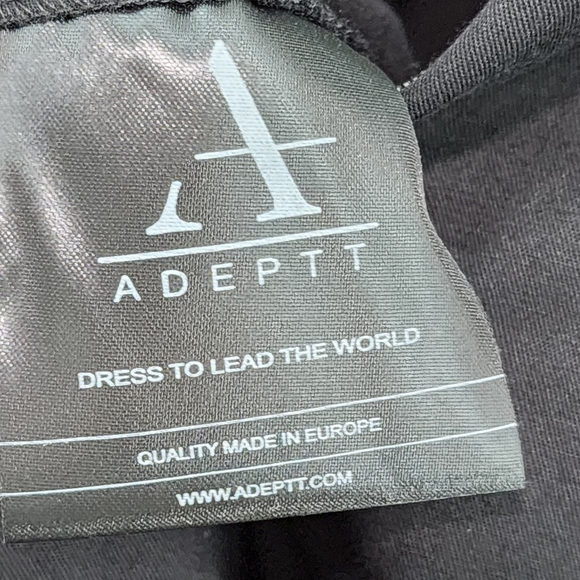 A
ADEPTT
DRESS TO LEAD THE WORLD
QUALITY MADE IN EUROPE
WWW.ADEPTT.COM